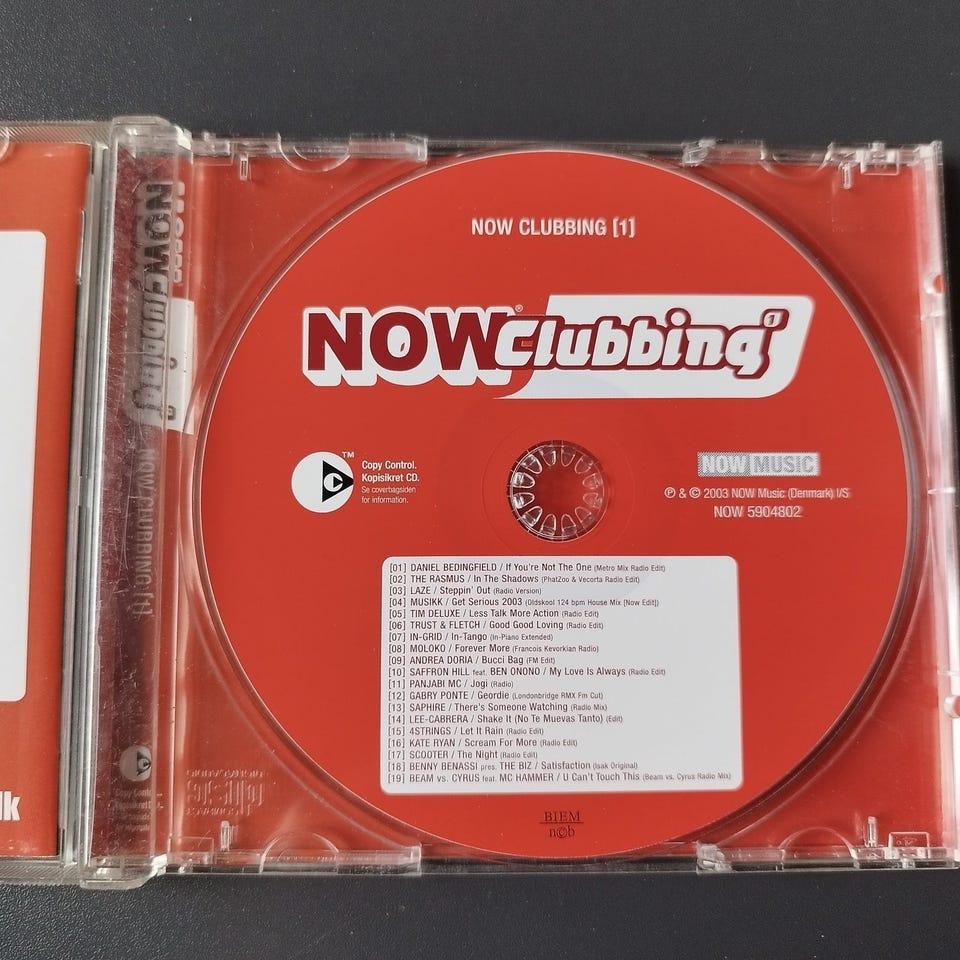 NOW CLUBBING [1]
NOW® Clubbing 1
TM
Copy Control.
Kopisikret CD.
Se coverbagsiden
for information.
NOW MUSIC
℗ & © 2003 NOW Music (Denmark) I/S
NOW 5904802
[01] DANIEL BEDINGFIELD / If You're Not The One (Metro Mix Radio Edit)
[02] THE RASMUS / In The Shadows (PhatZoo & Vecorta Radio Edit)
[03] LAZE / Steppin' Out (Radio Version)
[04] MUSIKK / Get Serious 2003 (Oldskool 124 bpm House Mix [Now Edit])
[05] TIM DELUXE / Less Talk More Action (Radio Edit)
[06] TRUST & FLETCH / Good Good Loving (Radio Edit)
[07] IN-GRID / In-Tango (In-Piano Extended)
[08] MOLOKO / Forever More (Francois Kevorkian Radio)
[09] ANDREA DORIA / Bucci Bag (FM Edit)
[10] SAFFRON HILL feat. BEN ONONO / My Love Is Always (Radio Edit)
[11] PANJABI MC / Jogi (Radio)
[12] GABRY PONTE / Geordie (Londonbridge RMX Fm Cut)
[13] SAPHIRE / There's Someone Watching (Radio Mix)
[14] LEE-CABRERA / Shake It (No Te Muevas Tanto) (Edit)
[15] 4STRINGS / Let It Rain (Radio Edit)
[16] KATE RYAN / Scream For More (Radio Edit)
[17] SCOOTER / The Night (Radio Edit)
[18] BENNY BENASSI pres. THE BIZ / Satisfaction (Isak Original)
[19] BEAM vs. CYRUS feat. MC HAMMER / U Can't Touch This (Beam vs. Cyrus Radio Mix)
BIEM
n©b
NOW Clubbing 1
NOW CLUBBING [1]
Kopisikret CD.
lk